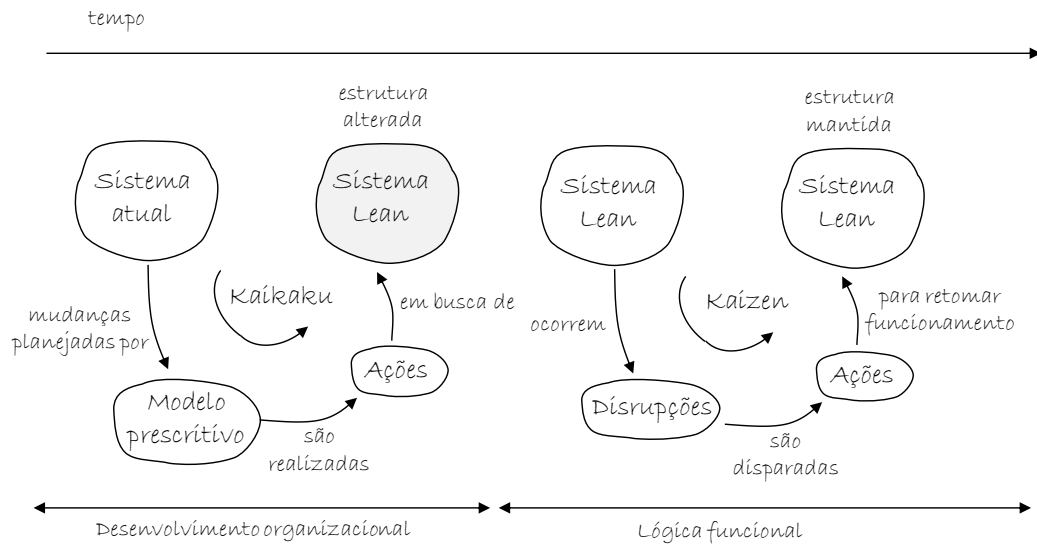 tempo
estrutura
alterada
Sistema
atual
Sistema
Lean
Kaikaku
mudanças
planejadas por
em busca de
Ações
Modelo
prescritivo
são
realizadas
Desenvolvimento organizacional
estrutura
mantida
Sistema
Lean
Sistema
Lean
Kaizen
ocorrem
para retomar
funcionamento
Ações
Disrupções
são
disparadas
Lógica funcional